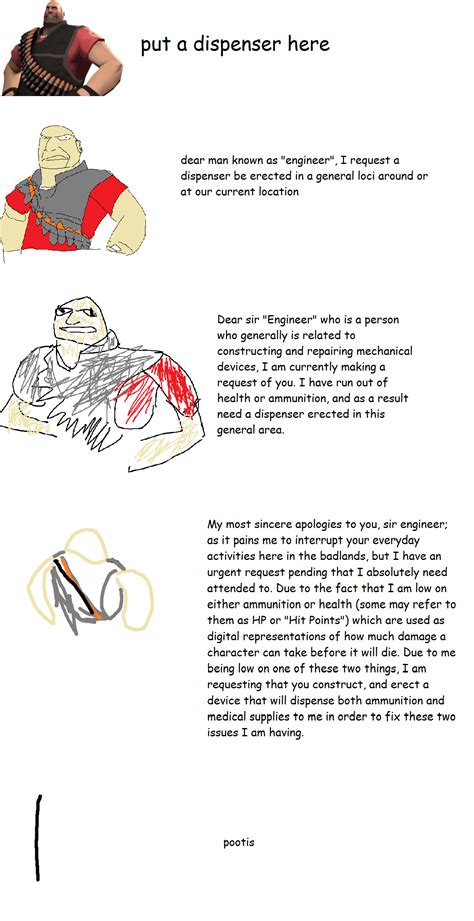 put a dispenser here
dear man known as "engineer", I request a
dispenser be erected in a general loci around or
at our current location
Dear sir "Engineer" who is a person
who generally is related to
constructing and repairing mechanical
devices, I am currently making a
request of you. I have run out of
health or ammunition, and as a result
need a dispenser erected in this
general area.
My most sincere apologies to you, sir engineer;
as it pains me to interrupt your everyday
activities here in the badlands, but I have an
urgent request pending that I absolutely need
attended to. Due to the fact that I am low on
either ammunition or health (some may refer to
them as HP or "Hit Points") which are used as
digital representations of how much damage a
character can take before it will die. Due to me
being low on one of these two things, I am
requesting that you construct, and erect a
device that will dispense both ammunition and
medical supplies to me in order to fix these two
issues I am having.
pootis